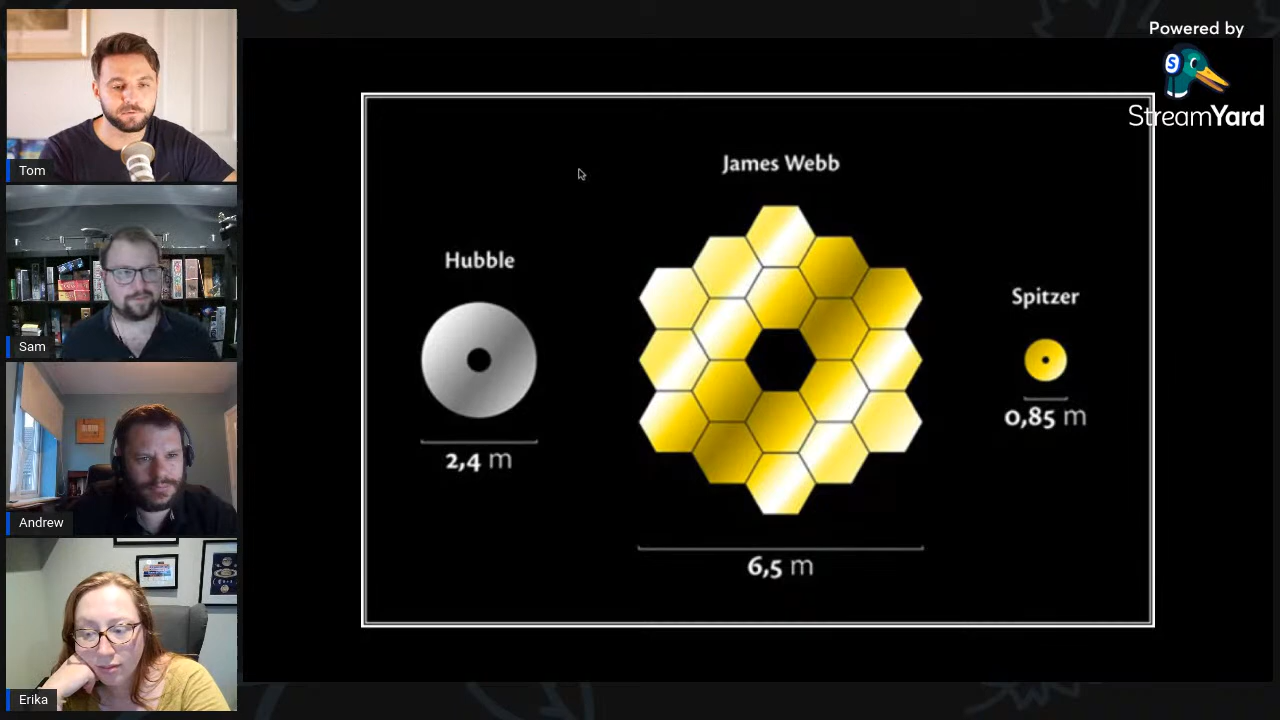 Powered by
S
StreamYard
Tom
Sam
Andrew
Erika
James Webb
Hubble
Spitzer
2,4 m
0,85 m
6,5 m